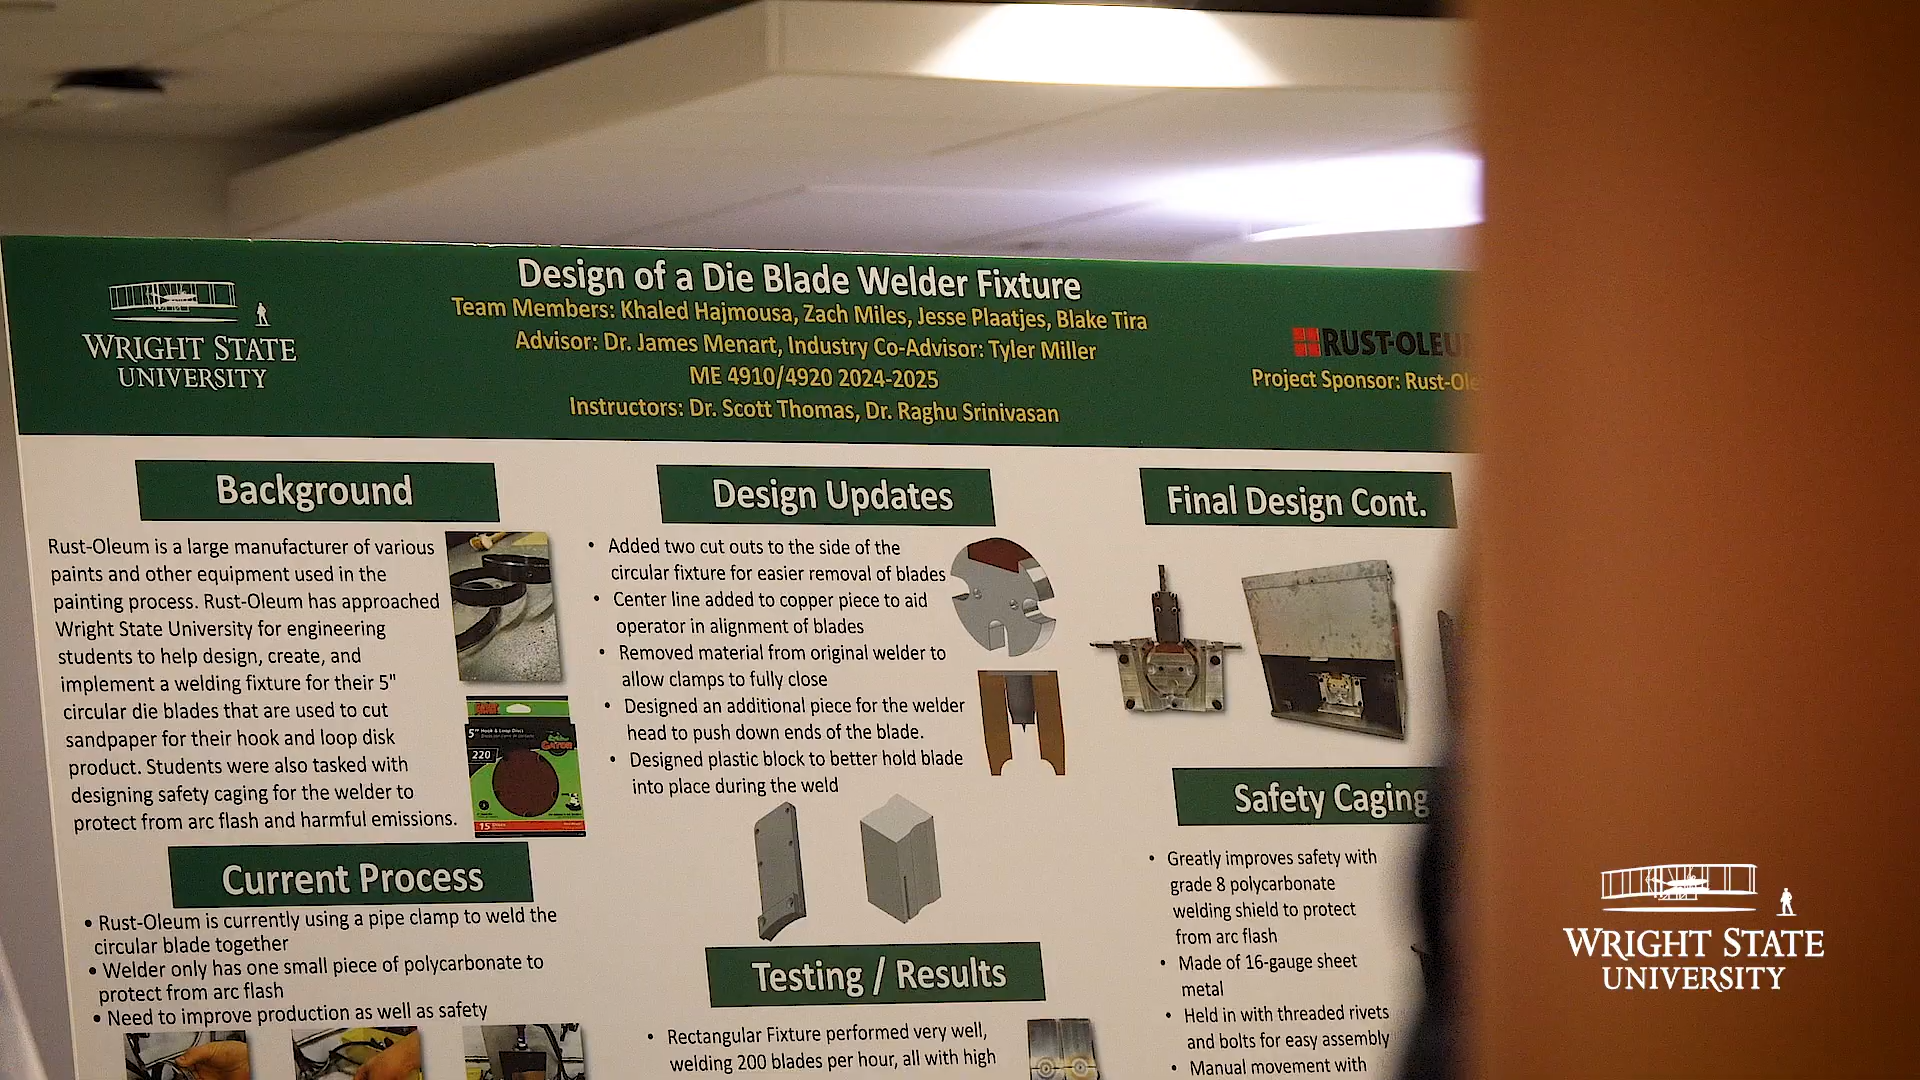 WRIGHT STATE
UNIVERSITY
Design of a Die Blade Welder Fixture
Team Members: Khaled Hajmousa, Zach Miles, Jesse Plaatjes, Blake Tira
Advisor: Dr. James Menart, Industry Co-Advisor: Tyler Miller
ME 4910/4920 2024-2025
Instructors: Dr. Scott Thomas, Dr. Raghu Srinivasan
RUST-OLEU
Project Sponsor: Rust-Ole
Background
Rust-Oleum is a large manufacturer of various
paints and other equipment used in the
painting process. Rust-Oleum has approached
Wright State University for engineering
students to help design, create, and
implement a welding fixture for their 5"
circular die blades that are used to cut
sandpaper for their hook and loop disk
product. Students were also tasked with
designing safety caging for the welder to
protect from arc flash and harmful emissions.
5" Hook & Loop Discs
GATOR
220
15
Current Process
• Rust-Oleum is currently using a pipe clamp to weld the
circular blade together
• Welder only has one small piece of polycarbonate to
protect from arc flash
• Need to improve production as well as safety
Design Updates
• Added two cut outs to the side of the
circular fixture for easier removal of blades
• Center line added to copper piece to aid
operator in alignment of blades
• Removed material from original welder to
allow clamps to fully close
• Designed an additional piece for the welder
head to push down ends of the blade.
• Designed plastic block to better hold blade
into place during the weld
Testing / Results
• Rectangular Fixture performed very well,
welding 200 blades per hour, all with high
Final Design Cont.
Safety Caging
• Greatly improves safety with
grade 8 polycarbonate
welding shield to protect
from arc flash
• Made of 16-gauge sheet
metal
• Held in with threaded rivets
and bolts for easy assembly
• Manual movement with
WRIGHT STATE
UNIVERSITY